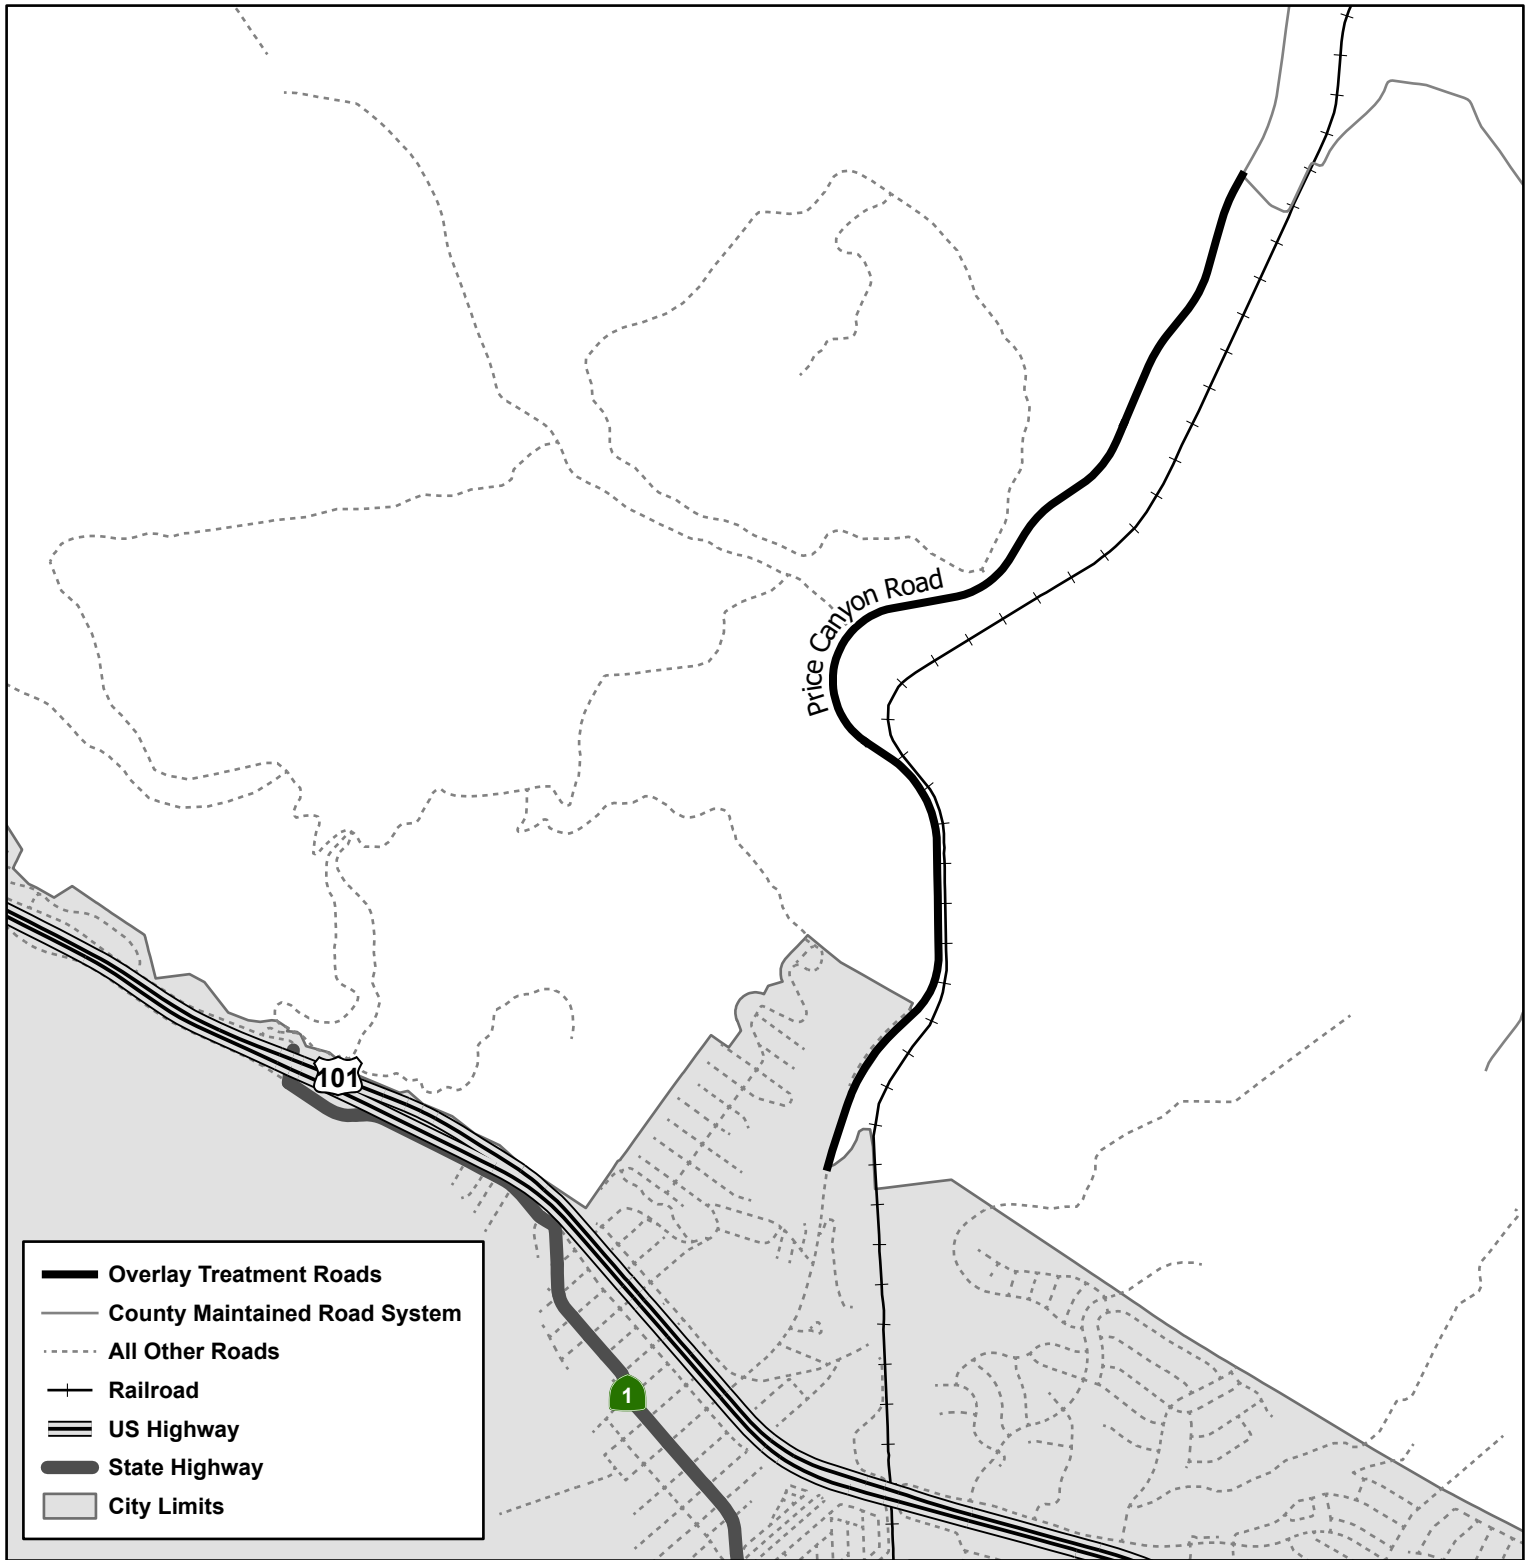 Price Canyon Road
101
1
Overlay Treatment Roads
County Maintained Road System
All Other Roads
Railroad
US Highway
State Highway
City Limits